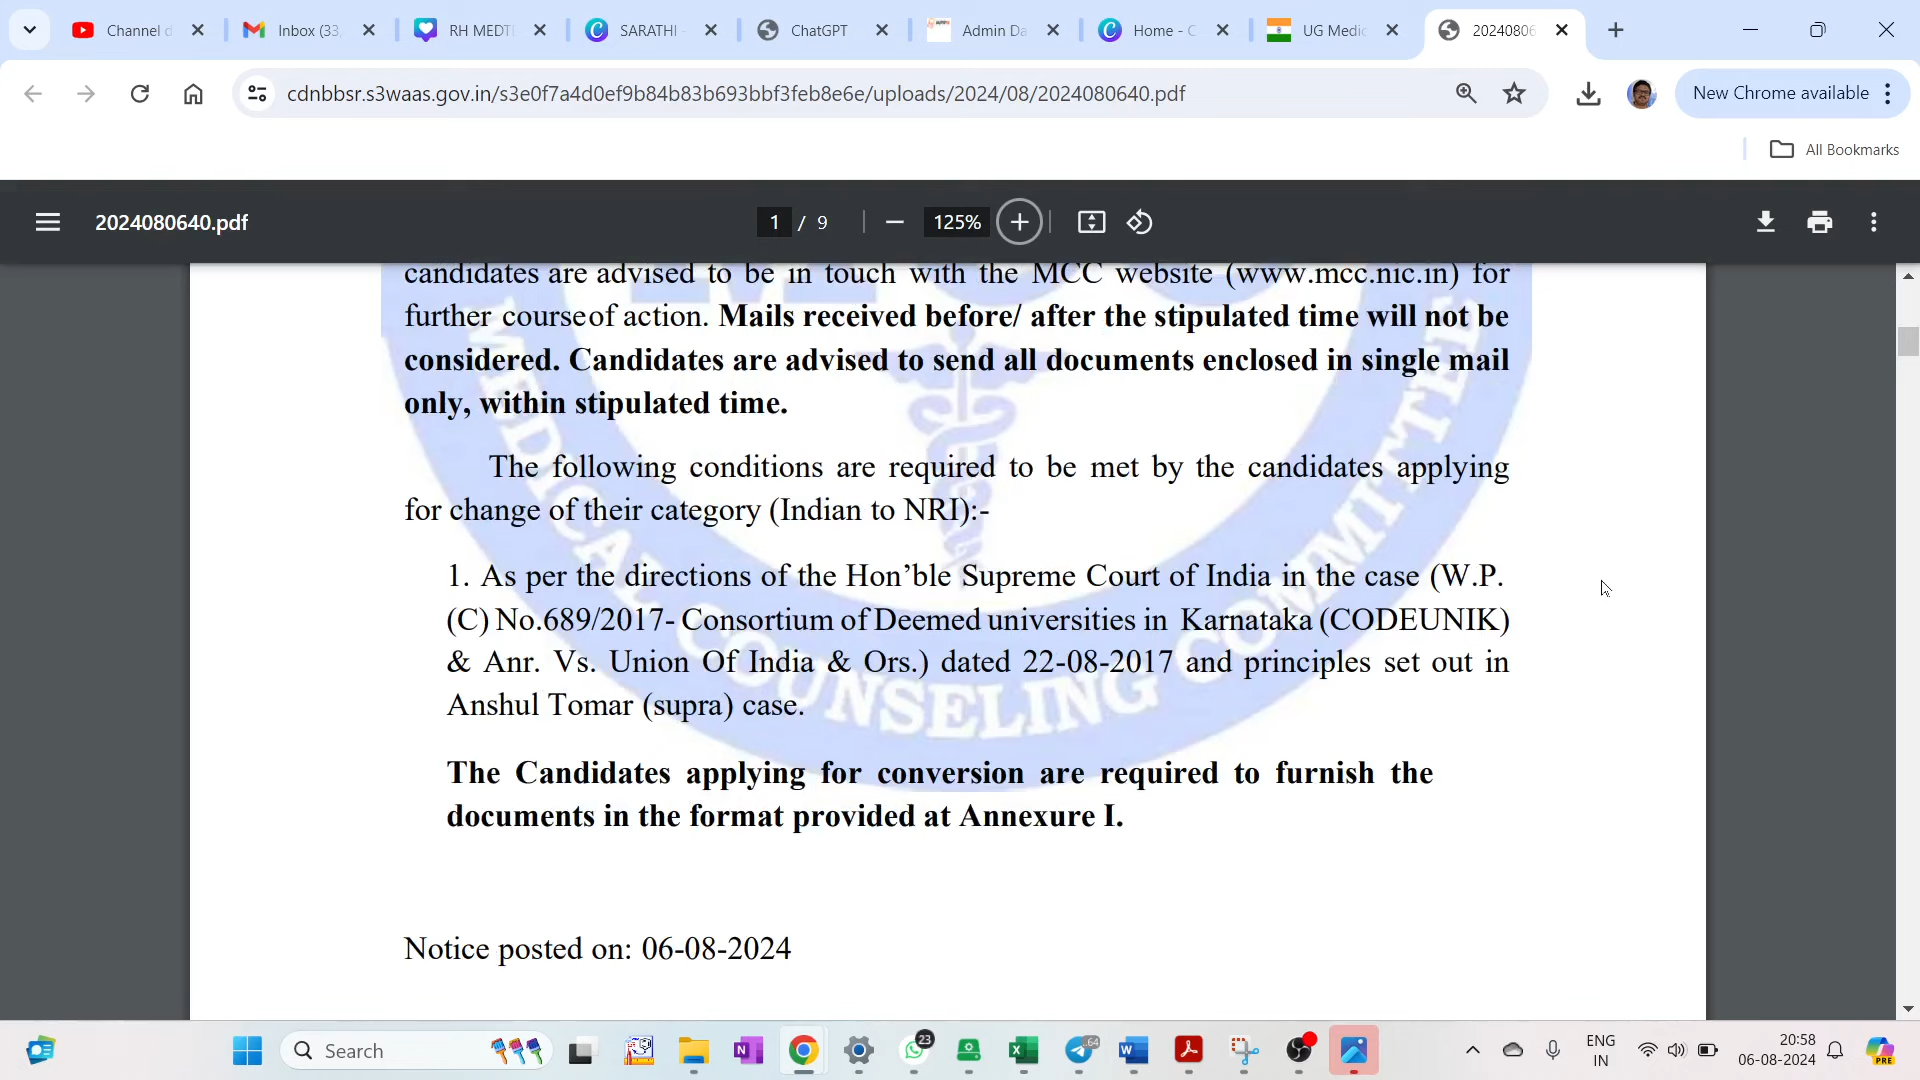 Channel d
Inbox (33
RH MEDTI
SARATHI -
ChatGPT
Admin Da
Home - C
UG Medic
20240806
cdnbbsr.s3waas.gov.in/s3e0f7a4d0ef9b84b83b693bbf3feb8e6e/uploads/2024/08/2024080640.pdf
New Chrome available
All Bookmarks
2024080640.pdf
1 / 9
125%
candidates are advised to be in touch with the MCC website (www.mcc.nic.in) for
further course of action. Mails received before/ after the stipulated time will not be
considered. Candidates are advised to send all documents enclosed in single mail
only, within stipulated time.
The following conditions are required to be met by the candidates applying
for change of their category (Indian to NRI):-
1. As per the directions of the Hon’ble Supreme Court of India in the case (W.P.
(C) No.689/2017- Consortium of Deemed universities in Karnataka (CODEUNIK)
& Anr. Vs. Union Of India & Ors.) dated 22-08-2017 and principles set out in
Anshul Tomar (supra) case.
The Candidates applying for conversion are required to furnish the
documents in the format provided at Annexure I.
Notice posted on: 06-08-2024
MEDICAL COUNSELING COMMITTEE
Search
23
64
ENG
IN
20:58
06-08-2024
PRE